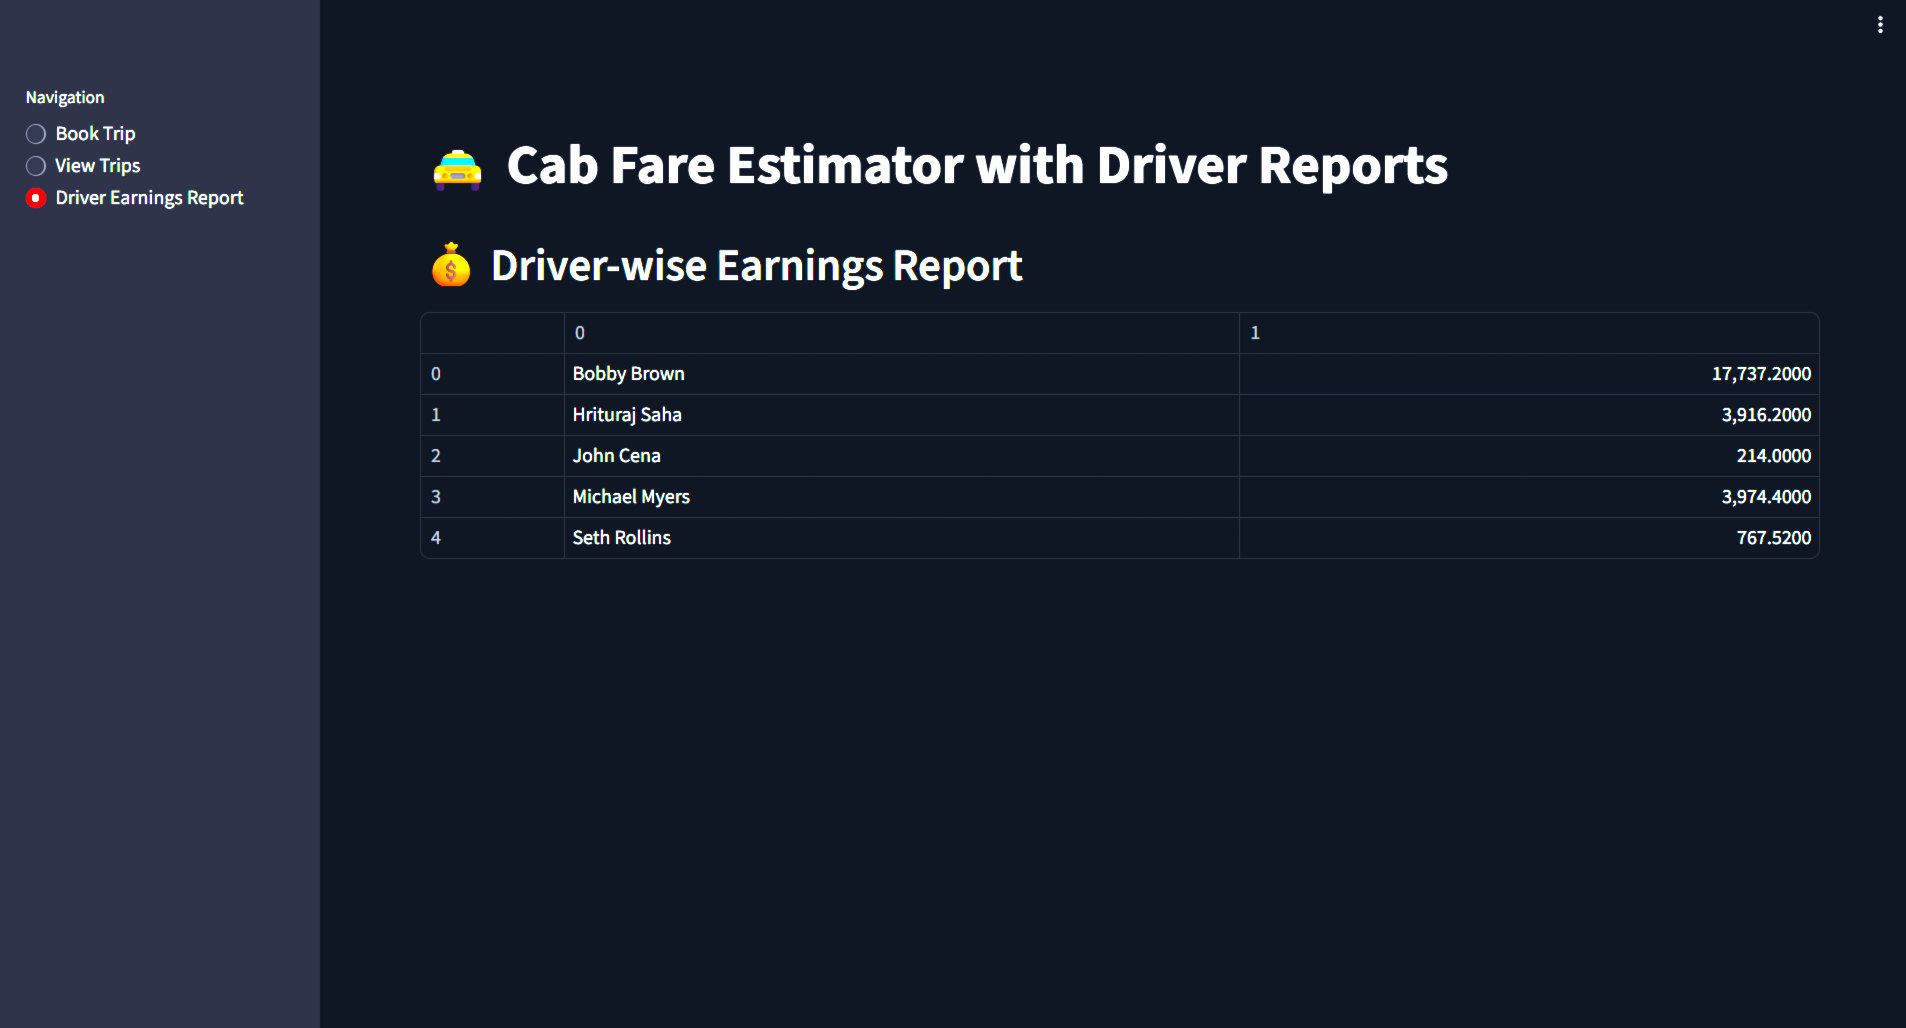 Navigation
Book Trip
View Trips
Driver Earnings Report
🚖 Cab Fare Estimator with Driver Reports
💰 Driver-wise Earnings Report
0 1
0 Bobby Brown 17,737.2000
1 Hrituraj Saha 3,916.2000
2 John Cena 214.0000
3 Michael Myers 3,974.4000
4 Seth Rollins 767.5200